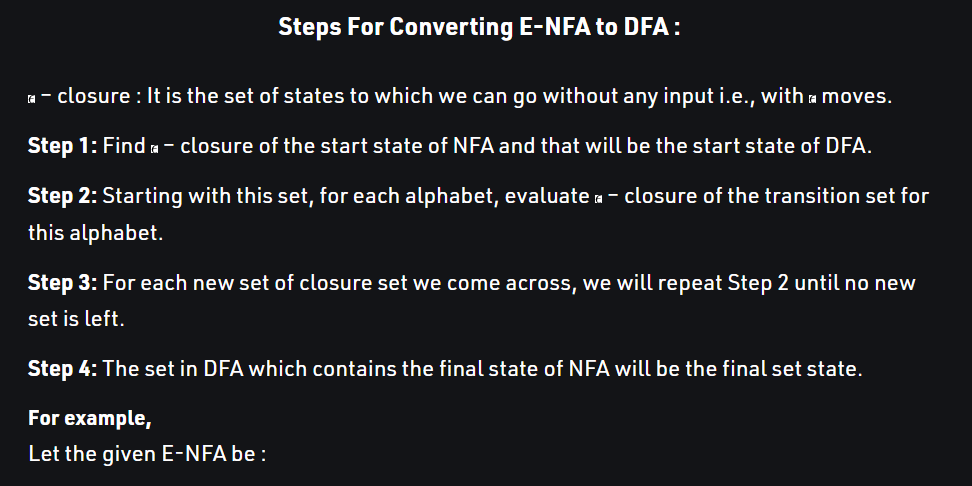 Steps For Converting E-NFA to DFA :
– closure : It is the set of states to which we can go without any input i.e., with moves.
Step 1: Find – closure of the start state of NFA and that will be the start state of DFA.
Step 2: Starting with this set, for each alphabet, evaluate – closure of the transition set for
this alphabet.
Step 3: For each new set of closure set we come across, we will repeat Step 2 until no new
set is left.
Step 4: The set in DFA which contains the final state of NFA will be the final set state.
For example,
Let the given E-NFA be :